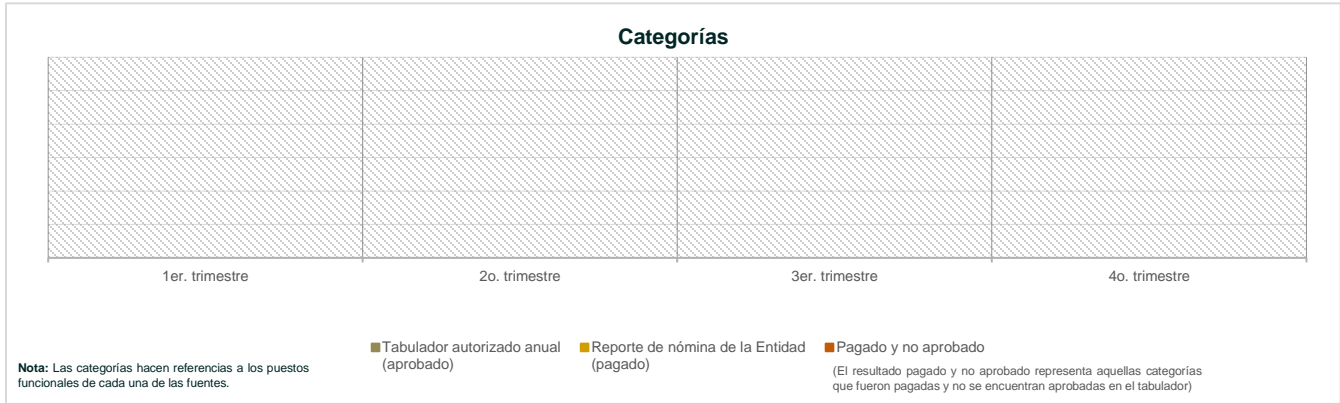 Categorías
1er. trimestre
2o. trimestre
3er. trimestre
4o. trimestre
Tabulador autorizado anual
(aprobado)
Reporte de nómina de la Entidad
(pagado)
Pagado y no aprobado
(El resultado pagado y no aprobado representa aquellas categorías
que fueron pagadas y no se encuentran aprobadas en el tabulador)
Nota: Las categorías hacen referencias a los puestos
funcionales de cada una de las fuentes.